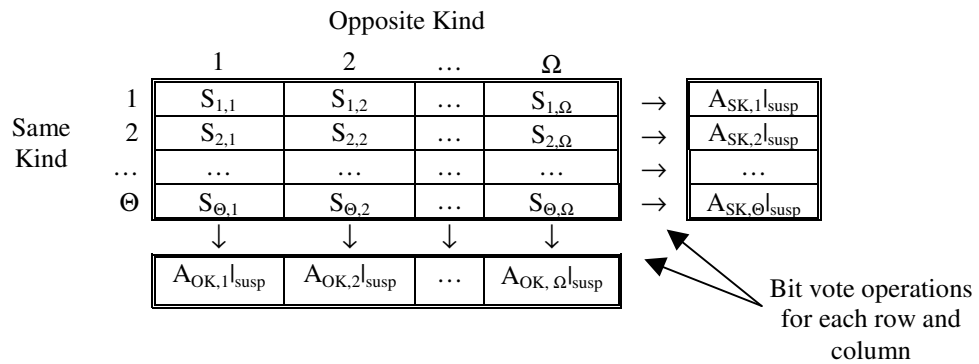 Opposite Kind
1 2 … Ω
1 S1,1 S1,2 … S1,Ω → ASK,1|susp
Same Kind 2 S2,1 S2,2 … S2,Ω → ASK,2|susp
… … … … … → …
Θ SΘ,1 SΘ,2 … SΘ,Ω → ASK,Θ|susp
↓ ↓ ↓ ↓
AOK,1|susp AOK,2|susp … AOK, Ω|susp
Bit vote operations
for each row and
column